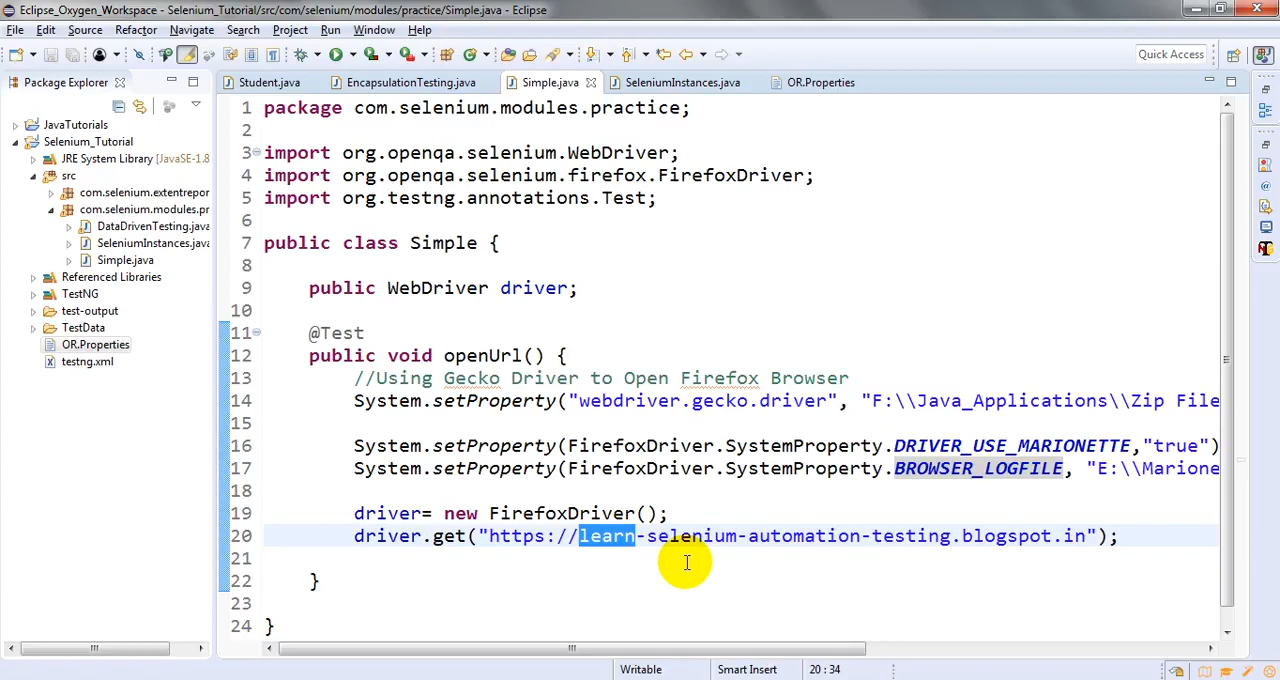 Eclipse_Oxygen_Workspace - Selenium_Tutorial/src/com/selenium/modules/practice/Simple.java - Eclipse
File Edit Source Refactor Navigate Search Project Run Window Help
Quick Access
Package Explorer
Student.java EncapsulationTesting.java Simple.java SeleniumInstances.java OR.Properties
JavaTutorials
Selenium_Tutorial
JRE System Library [JavaSE-1.8
src
com.selenium.extentrepor
com.selenium.modules.pr
DataDrivenTesting.java
SeleniumInstances.java
Simple.java
Referenced Libraries
TestNG
test-output
TestData
OR.Properties
testng.xml
1 package com.selenium.modules.practice;
2
3 import org.openqa.selenium.WebDriver;
4 import org.openqa.selenium.firefox.FirefoxDriver;
5 import org.testng.annotations.Test;
6
7 public class Simple {
8
9 public WebDriver driver;
10
11 @Test
12 public void openUrl() {
13 //Using Gecko Driver to Open Firefox Browser
14 System.setProperty("webdriver.gecko.driver", "F:\\Java_Applications\\Zip File
15
16 System.setProperty(FirefoxDriver.SystemProperty.DRIVER_USE_MARIONETTE,"true")
17 System.setProperty(FirefoxDriver.SystemProperty.BROWSER_LOGFILE, "E:\\Marione
18
19 driver= new FirefoxDriver();
20 driver.get("https://learn-selenium-automation-testing.blogspot.in");
21
22 }
23
24 }
Writable Smart Insert 20 : 34